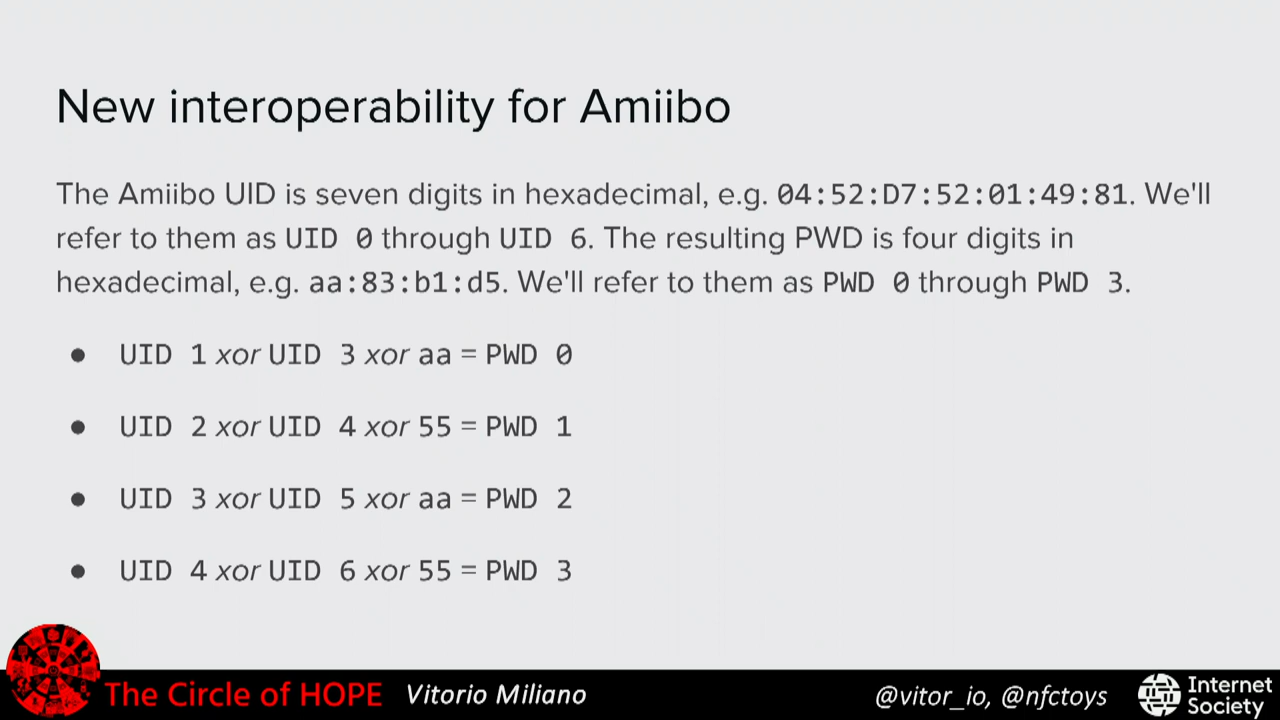 New interoperability for Amiibo
The Amiibo UID is seven digits in hexadecimal, e.g. 04:52:D7:52:01:49:81. We'll
refer to them as UID 0 through UID 6. The resulting PWD is four digits in
hexadecimal, e.g. aa:83:b1:d5. We'll refer to them as PWD 0 through PWD 3.
● UID 1 xor UID 3 xor aa = PWD 0
● UID 2 xor UID 4 xor 55 = PWD 1
● UID 3 xor UID 5 xor aa = PWD 2
● UID 4 xor UID 6 xor 55 = PWD 3
The Circle of HOPE Vitorio Miliano @vitor_io, @nfctoys Internet
Society